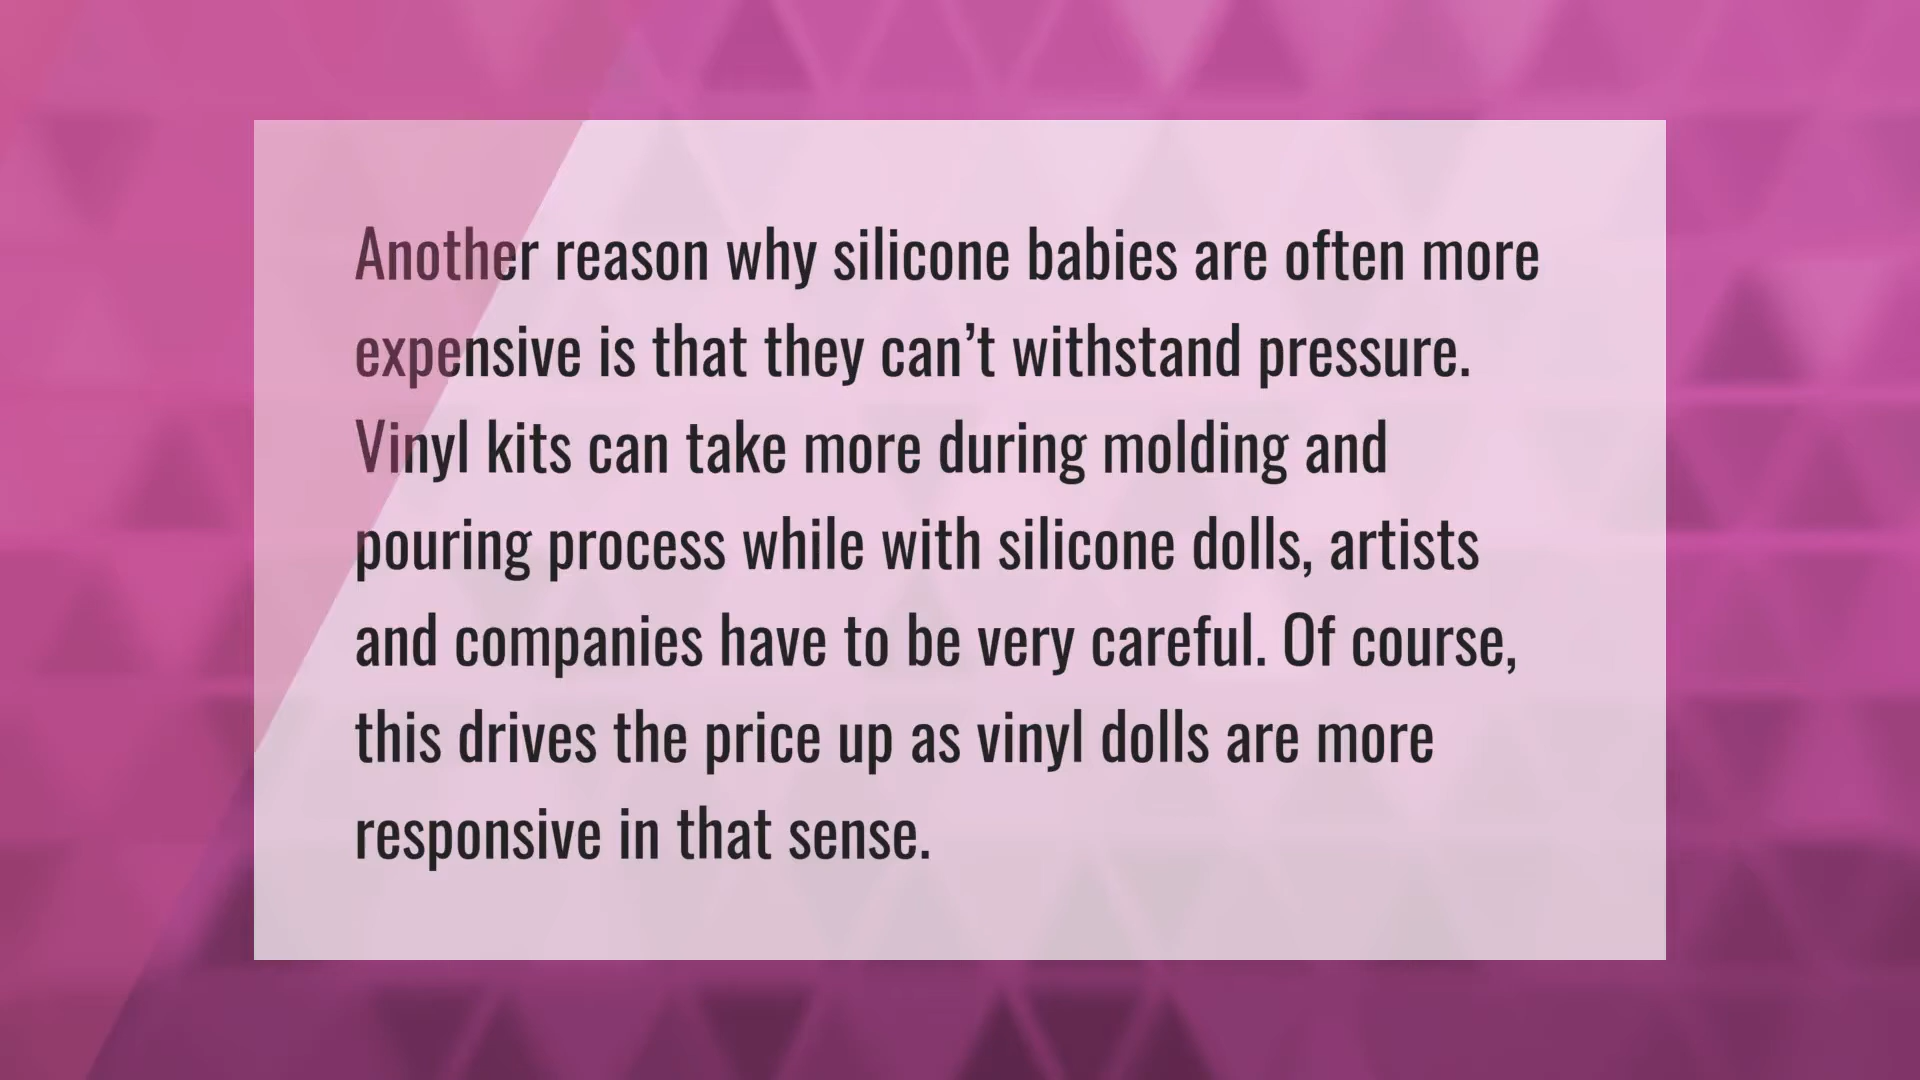 Another reason why silicone babies are often more
expensive is that they can’t withstand pressure.
Vinyl kits can take more during molding and
pouring process while with silicone dolls, artists
and companies have to be very careful. Of course,
this drives the price up as vinyl dolls are more
responsive in that sense.